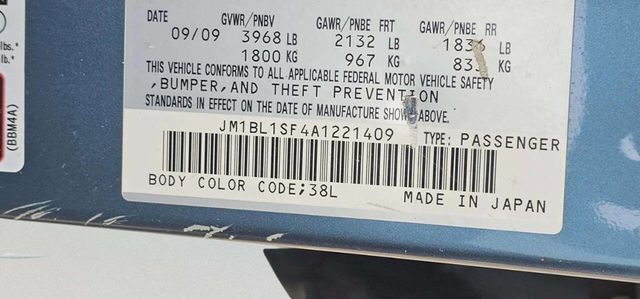 DATE GVWR/PNBV GAWR/PNBE FRT GAWR/PNBE RR
09/09 3968 LB 2132 LB LB
1800 KG 967 KG KG
lbs.*
lb.*
THIS VEHICLE CONFORMS TO ALL APPLICABLE FEDERAL MOTOR VEHICLE SAFETY
,BUMPER,AND THEFT PREVENTION
STANDARDS IN EFFECT ON THE DATE OF MANUFACTURE SHOWN ABOVE.
(BBM4A)
JM1BL1SF4A1221409 TYPE: PASSENGER
BODY COLOR CODE;38L MADE IN JAPAN